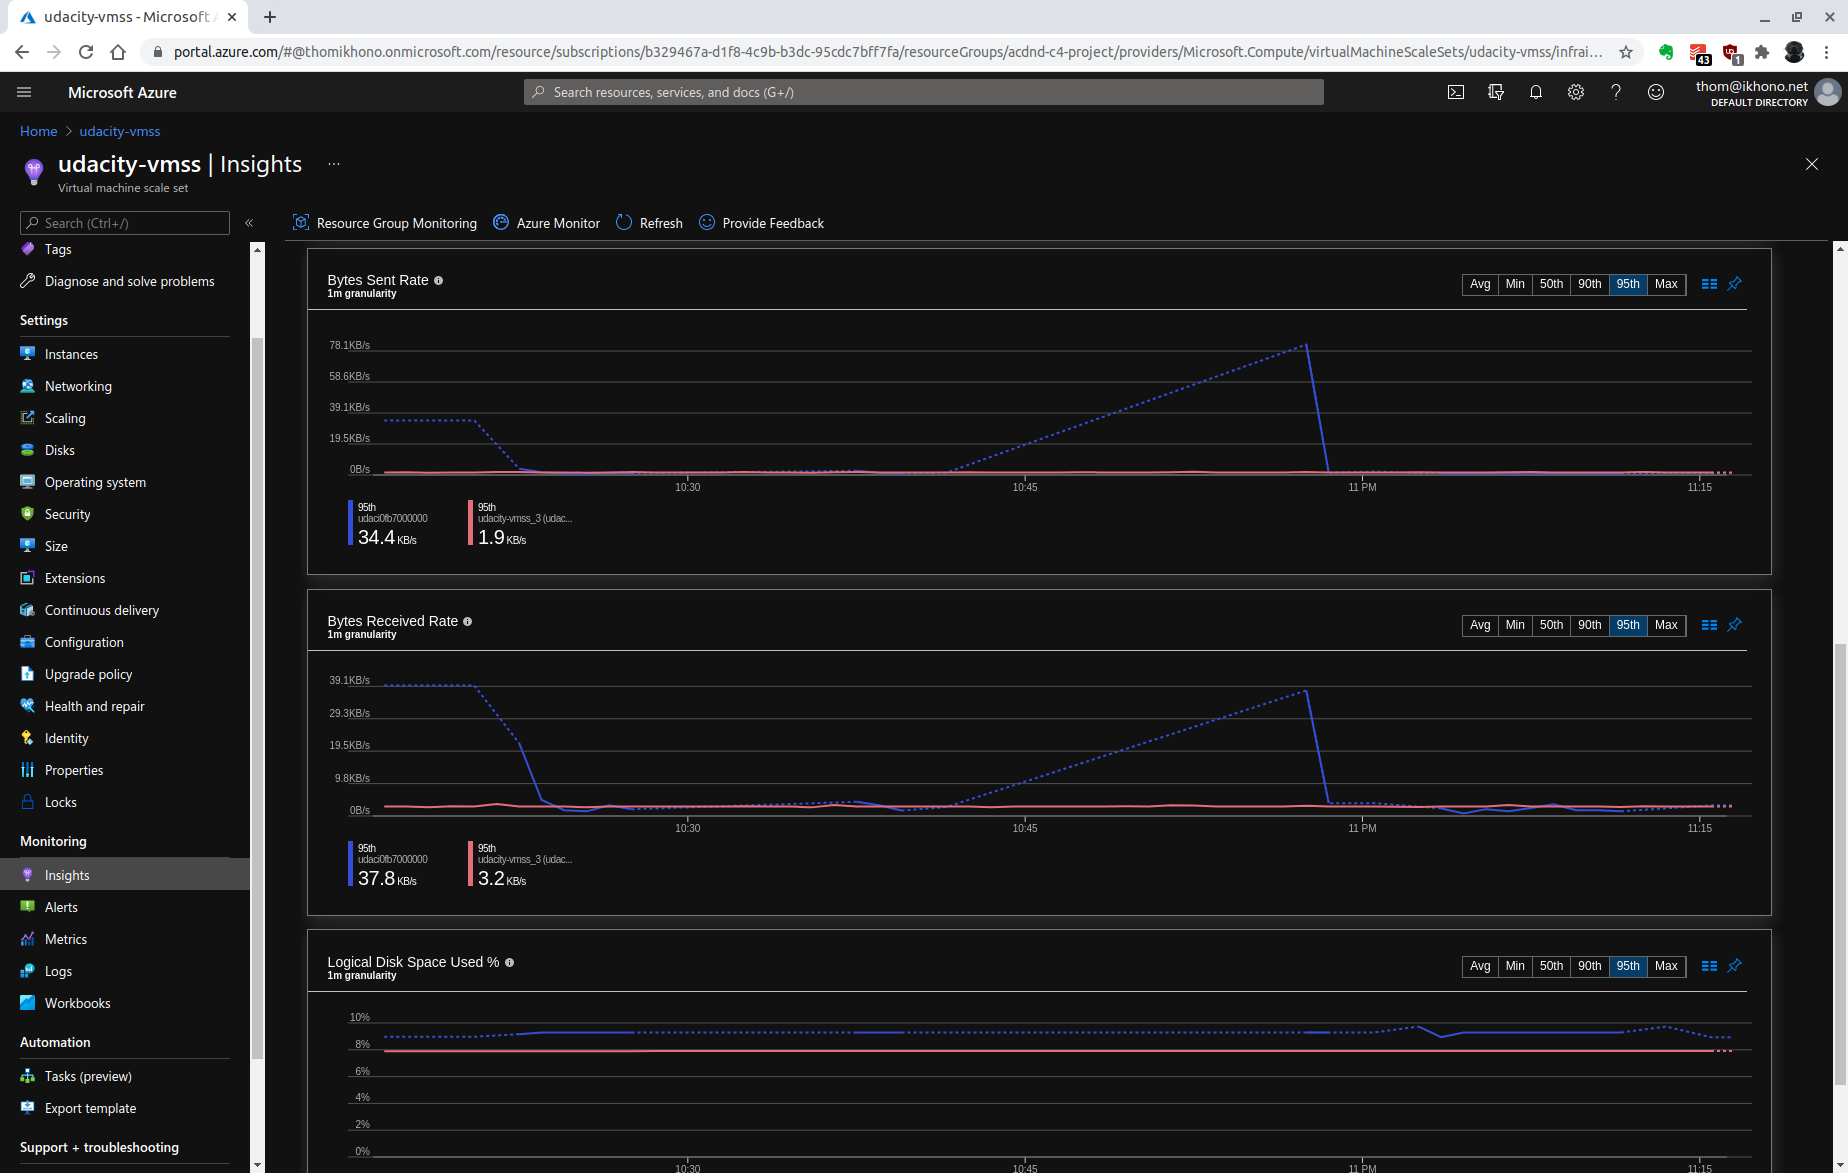 udacity-vmss - Microsoft A
portal.azure.com/#@thomikhono.onmicrosoft.com/resource/subscriptions/b329467a-d1f8-4c9b-b3dc-95cdc7bff7fa/resourceGroups/acdnd-c4-project/providers/Microsoft.Compute/virtualMachineScaleSets/udacity-vmss/infrai...
43
1
Microsoft Azure
Search resources, services, and docs (G+/)
thom@ikhono.net
DEFAULT DIRECTORY
Home > udacity-vmss
udacity-vmss | Insights ...
Virtual machine scale set
Search (Ctrl+/)
«
Tags
Diagnose and solve problems
Settings
Instances
Networking
Scaling
Disks
Operating system
Security
Size
Extensions
Continuous delivery
Configuration
Upgrade policy
Health and repair
Identity
Properties
Locks
Monitoring
Insights
Alerts
Metrics
Logs
Workbooks
Automation
Tasks (preview)
Export template
Support + troubleshooting
Resource Group Monitoring Azure Monitor Refresh Provide Feedback
Bytes Sent Rate
1m granularity
Avg Min 50th 90th 95th Max
78.1KB/s
58.6KB/s
39.1KB/s
19.5KB/s
0B/s
10:30 10:45 11 PM 11:15
95th
udaci0fb7000000
34.4 KB/s
95th
udacity-vmss_3 (udac...
1.9 KB/s
Bytes Received Rate
1m granularity
Avg Min 50th 90th 95th Max
39.1KB/s
29.3KB/s
19.5KB/s
9.8KB/s
0B/s
10:30 10:45 11 PM 11:15
95th
udaci0fb7000000
37.8 KB/s
95th
udacity-vmss_3 (udac...
3.2 KB/s
Logical Disk Space Used %
1m granularity
Avg Min 50th 90th 95th Max
10%
8%
6%
4%
2%
0%
10:30 10:45 11 PM 11:15